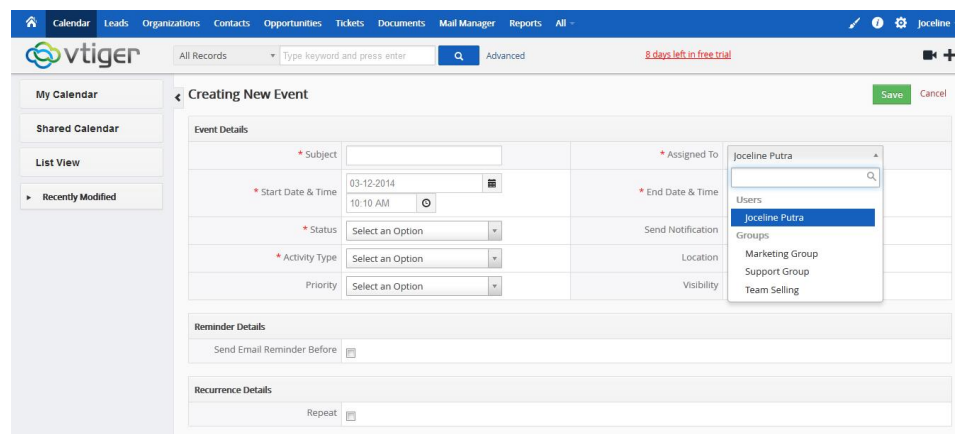 Calendar Leads Organizations Contacts Opportunities Tickets Documents Mail Manager Reports All Joceline
vtiger All Records Type keyword and press enter Advanced 8 days left in free trial
My Calendar
Shared Calendar
List View
Recently Modified
Creating New Event Save Cancel
Event Details
* Subject * Assigned To Joceline Putra
* Start Date & Time 03-12-2014 * End Date & Time
10:10 AM
Users
Joceline Putra
Groups
Marketing Group
Support Group
Team Selling
* Status Select an Option Send Notification
* Activity Type Select an Option Location
Priority Select an Option Visibility
Reminder Details
Send Email Reminder Before
Recurrence Details
Repeat